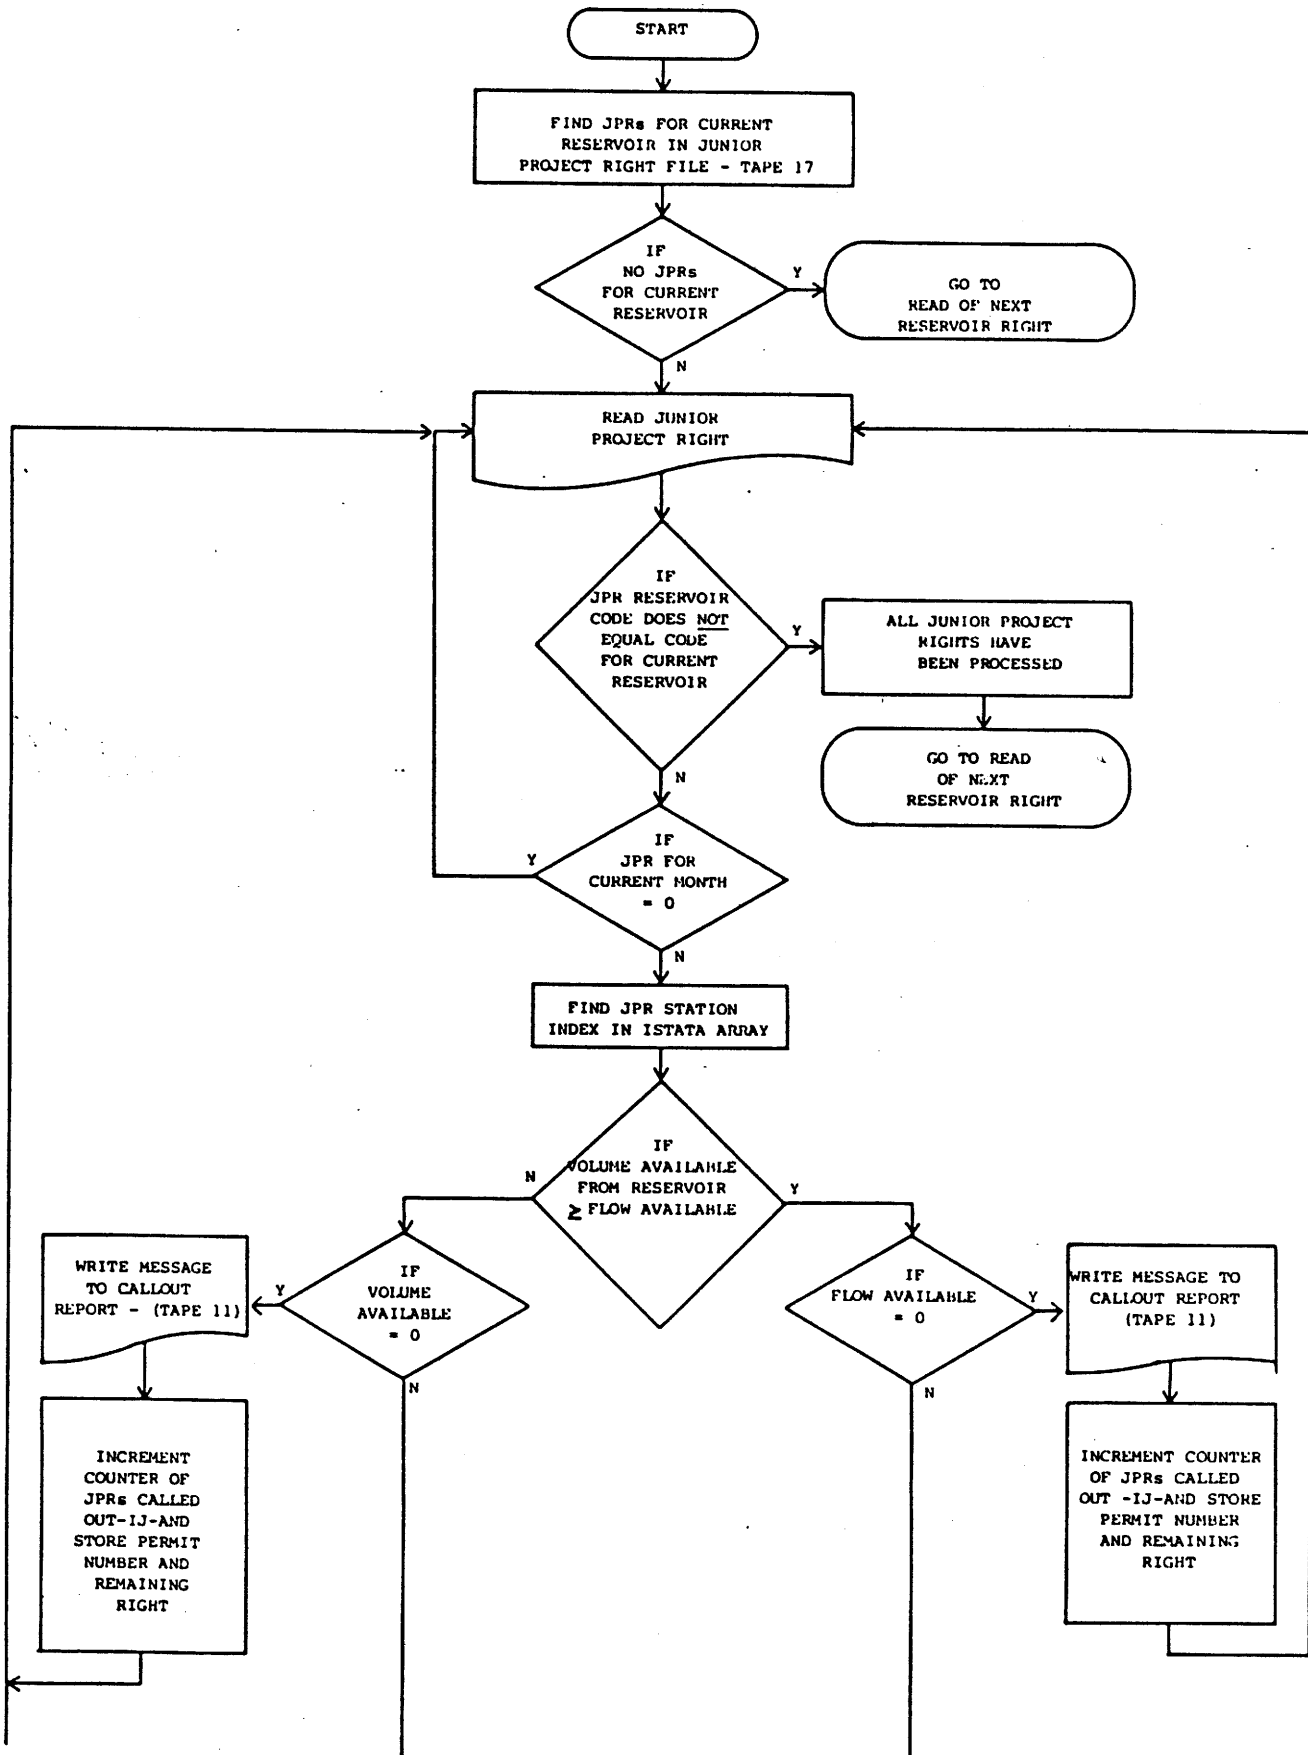 START
FIND JPRs FOR CURRENT
RESERVOIR IN JUNIOR
PROJECT RIGHT FILE - TAPE 17
IF
NO JPRs
FOR CURRENT
RESERVOIR
Y
GO TO
READ OF NEXT
RESERVOIR RIGHT
N
READ JUNIOR
PROJECT RIGHT
IF
JPR RESERVOIR
CODE DOES NOT
EQUAL CODE
FOR CURRENT
RESERVOIR
Y
ALL JUNIOR PROJECT
RIGHTS HAVE
BEEN PROCESSED
GO TO READ
OF NEXT
RESERVOIR RIGHT
N
IF
JPR FOR
CURRENT MONTH
= 0
Y
N
FIND JPR STATION
INDEX IN ISTATA ARRAY
IF
VOLUME AVAILABLE
FROM RESERVOIR
≥ FLOW AVAILABLE
N
Y
IF
VOLUME
AVAILABLE
= 0
Y
WRITE MESSAGE
TO CALLOUT
REPORT - (TAPE 11)
N
INCREMENT
COUNTER OF
JPRs CALLED
OUT-IJ-AND
STORE PERMIT
NUMBER AND
REMAINING
RIGHT
IF
FLOW AVAILABLE
= 0
Y
WRITE MESSAGE TO
CALLOUT REPORT
(TAPE 11)
N
INCREMENT COUNTER
OF JPRs CALLED
OUT -IJ-AND STORE
PERMIT NUMBER
AND REMAINING
RIGHT